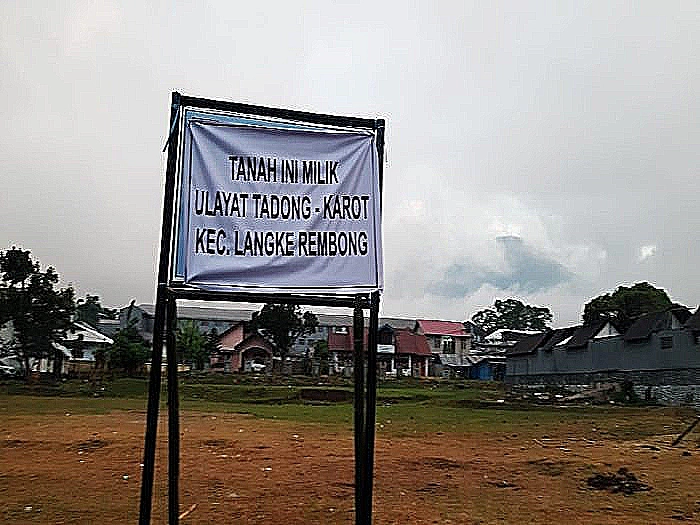 TANAH INI MILIK
ULAYAT TADONG - KAROT
KEC. LANGKE REMBONG